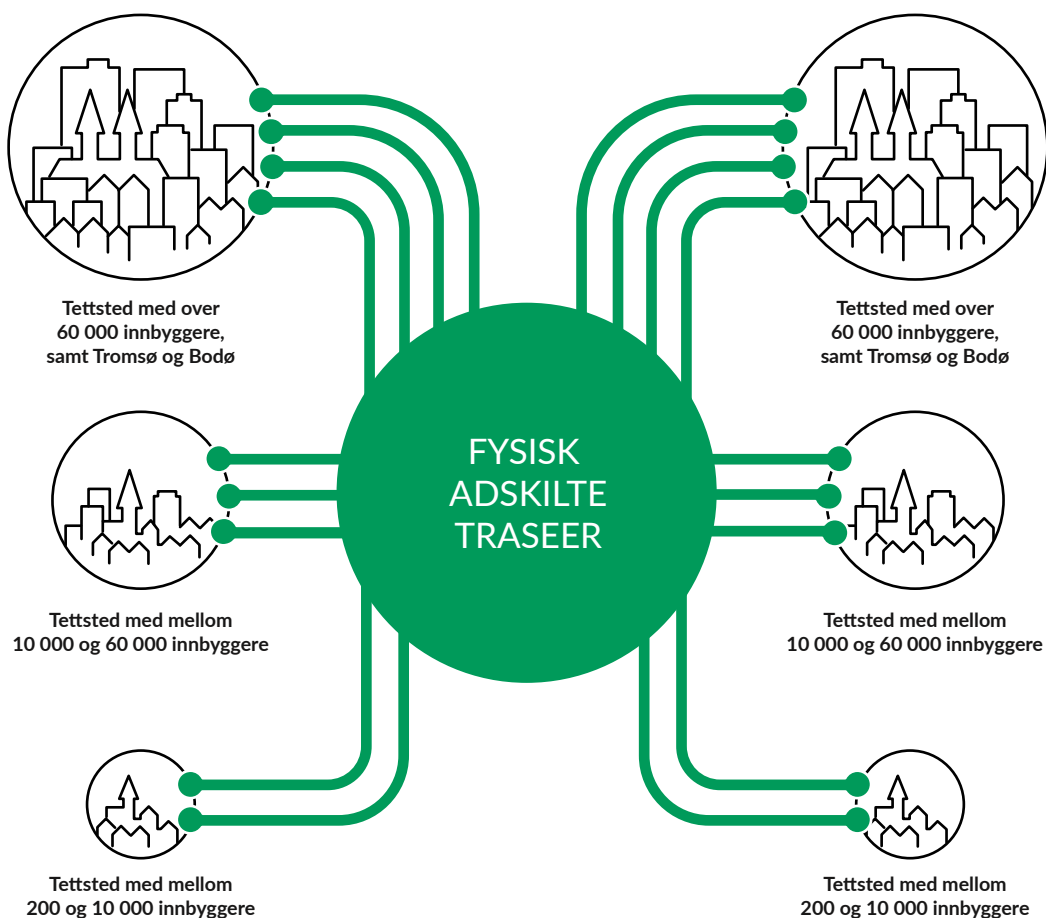 Tettsted med over
60 000 innbyggere,
samt Tromsø og Bodø
Tettsted med over
60 000 innbyggere,
samt Tromsø og Bodø
FYSISK
ADSKILTE
TRASEER
Tettsted med mellom
10 000 og 60 000 innbyggere
Tettsted med mellom
10 000 og 60 000 innbyggere
Tettsted med mellom
200 og 10 000 innbyggere
Tettsted med mellom
200 og 10 000 innbyggere